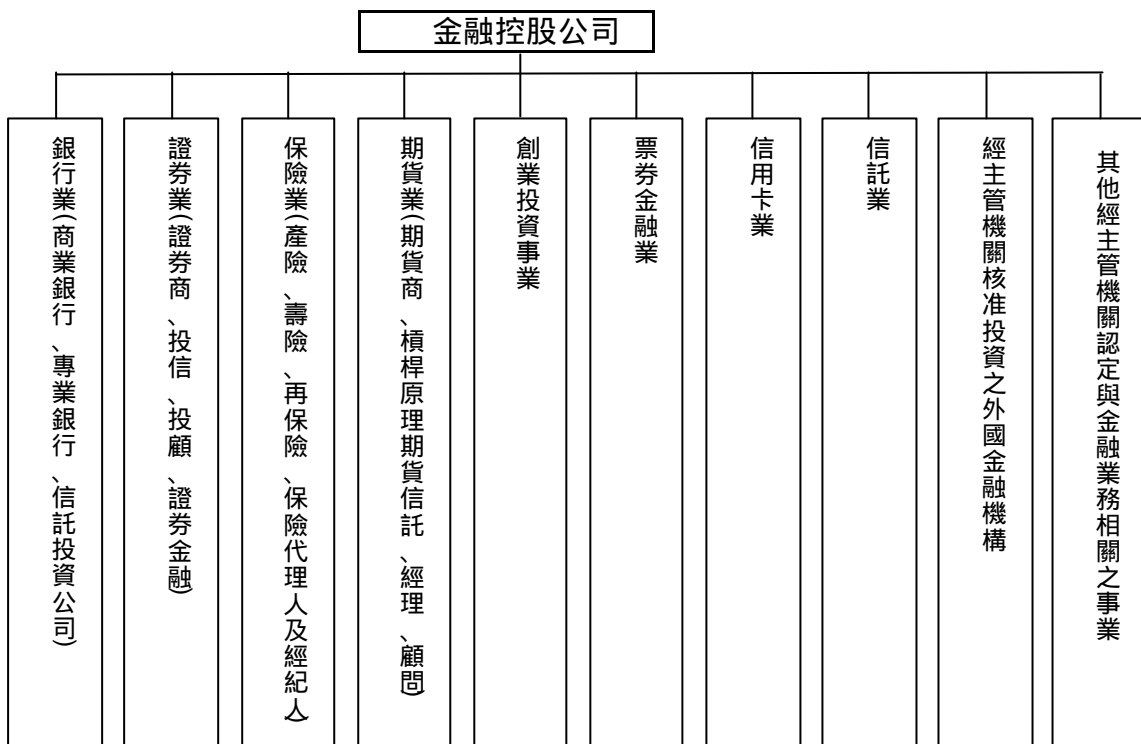 金融控股公司
銀行業(商業銀行、專業銀行、信託投資公司)
證券業(證券商、投信、投顧、證券金融)
保險業(產險、壽險、再保險、保險代理人及經紀人)
期貨業(期貨商、槓桿原理期貨信託、經理、顧問)
創業投資事業
票券金融業
信用卡業
信託業
經主管機關核准投資之外國金融機構
其他經主管機關認定與金融業務相關之事業